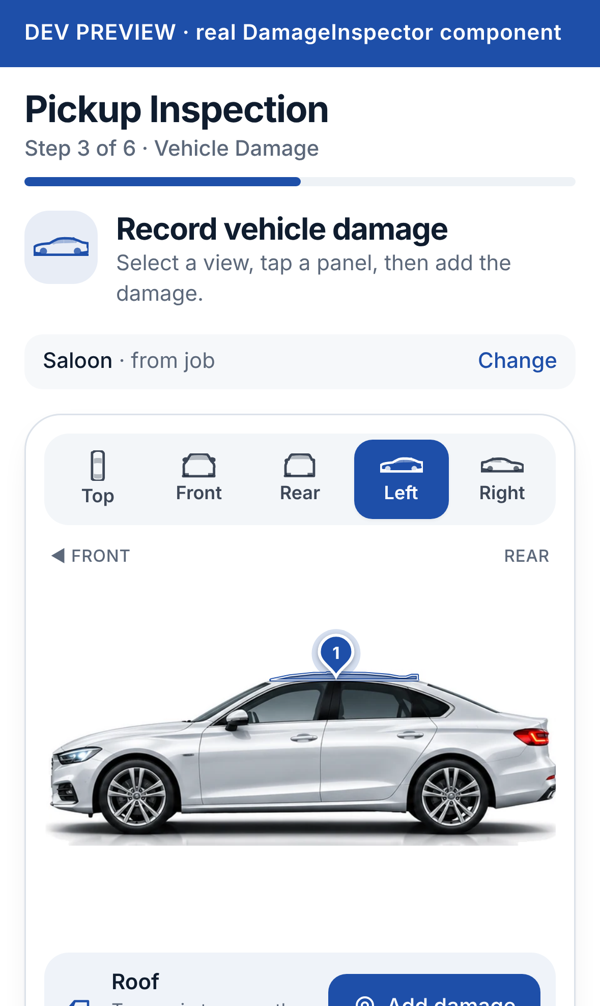 DEV PREVIEW · real DamageInspector component
Pickup Inspection
Step 3 of 6 · Vehicle Damage
Record vehicle damage
Select a view, tap a panel, then add the
damage.
Saloon · from job
Change
Top
Front
Rear
Left
Right
◀ FRONT
REAR
1
Roof
Add damage